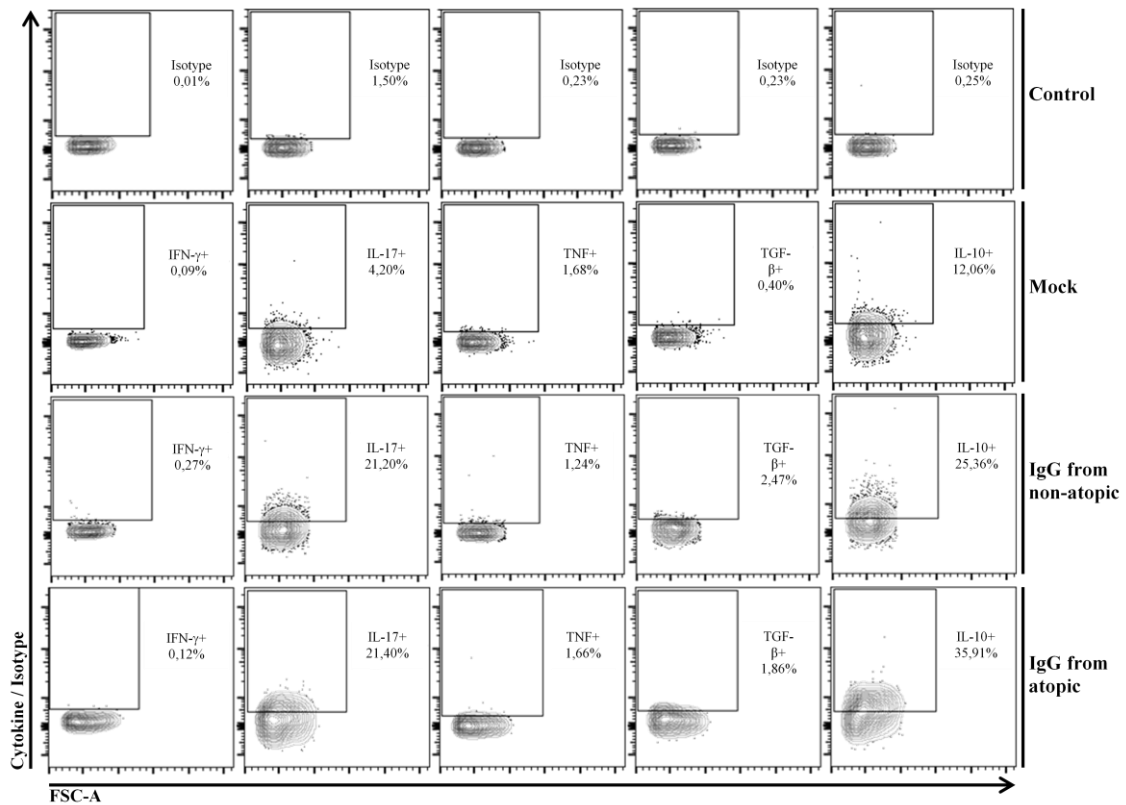 Isotype
0,01%
Isotype
1,50%
Isotype
0,23%
Isotype
0,23%
Isotype
0,25%
Control
IFN-γ+
0,09%
IL-17+
4,20%
TNF+
1,68%
TGF-
β+
0,40%
IL-10+
12,06%
Mock
IFN-γ+
0,27%
IL-17+
21,20%
TNF+
1,24%
TGF-
β+
2,47%
IL-10+
25,36%
IgG from
non-atopic
IFN-γ+
0,12%
IL-17+
21,40%
TNF+
1,66%
TGF-
β+
1,86%
IL-10+
35,91%
IgG from
atopic
Cytokine / Isotype
FSC-A